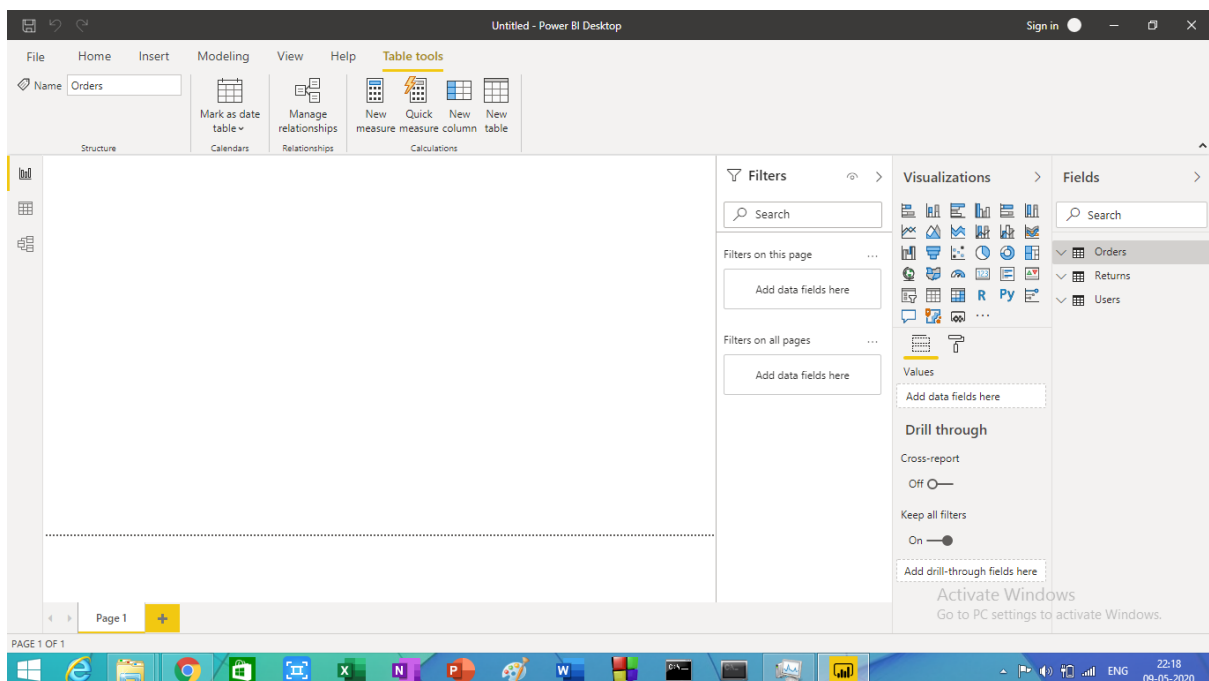 Untitled - Power BI Desktop
Sign in
File Home Insert Modeling View Help Table tools
Name Orders
Mark as date table
Manage relationships
New measure
Quick measure
New column
New table
Structure
Calendars
Relationships
Calculations
Filters
Search
Filters on this page ...
Add data fields here
Filters on all pages ...
Add data fields here
Visualizations
123
R Py
...
Values
Add data fields here
Drill through
Cross-report
Off
Keep all filters
On
Add drill-through fields here
Fields
Search
Orders
Returns
Users
Activate Windows
Go to PC settings to activate Windows.
Page 1 +
PAGE 1 OF 1
ENG
22:18
09-05-2020